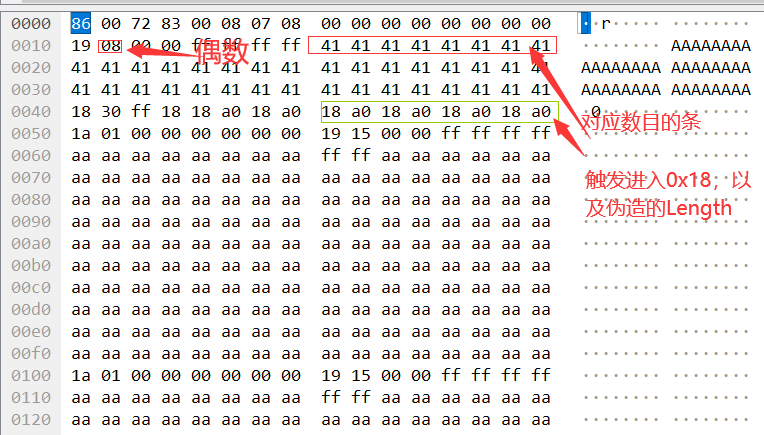 0000 86 00 72 83 00 08 07 08 00 00 00 00 00 00 00 00 ··r····· ········
0010 19 08 00 00 ff ff ff ff 41 41 41 41 41 41 41 41 ········ AAAAAAAA
偶数
0020 41 41 41 41 41 41 41 41 41 41 41 41 41 41 41 41 AAAAAAAA AAAAAAAA
0030 41 41 41 41 41 41 41 41 41 41 41 41 41 41 41 41 AAAAAAAA AAAAAAAA
0040 18 30 ff 18 18 a0 18 a0 18 a0 18 a0 18 a0 18 a0 ·0······ ········
对应数目的条
0050 1a 01 00 00 00 00 00 00 19 15 00 00 ff ff ff ff ········ ········
0060 aa aa aa aa aa aa aa aa ff ff aa aa aa aa aa aa ········ ········
0070 aa aa aa aa aa aa aa aa aa aa aa aa aa aa aa aa ········ ········
触发进入0x18，以
0080 aa aa aa aa aa aa aa aa aa aa aa aa aa aa aa aa ········ ········
及伪造的Length
0090 aa aa aa aa aa aa aa aa aa aa aa aa aa aa aa aa ········ ········
00a0 aa aa aa aa aa aa aa aa aa aa aa aa aa aa aa aa ········ ········
00b0 aa aa aa aa aa aa aa aa aa aa aa aa aa aa aa aa ········ ········
00c0 aa aa aa aa aa aa aa aa aa aa aa aa aa aa aa aa ········ ········
00d0 aa aa aa aa aa aa aa aa aa aa aa aa aa aa aa aa ········ ········
00e0 aa aa aa aa aa aa aa aa aa aa aa aa aa aa aa aa ········ ········
00f0 aa aa aa aa aa aa aa aa aa aa aa aa aa aa aa aa ········ ········
0100 1a 01 00 00 00 00 00 00 19 15 00 00 ff ff ff ff ········ ········
0110 aa aa aa aa aa aa aa aa ff ff aa aa aa aa aa aa ········ ········
0120 aa aa aa aa aa aa aa aa aa aa aa aa aa aa aa aa ········ ········